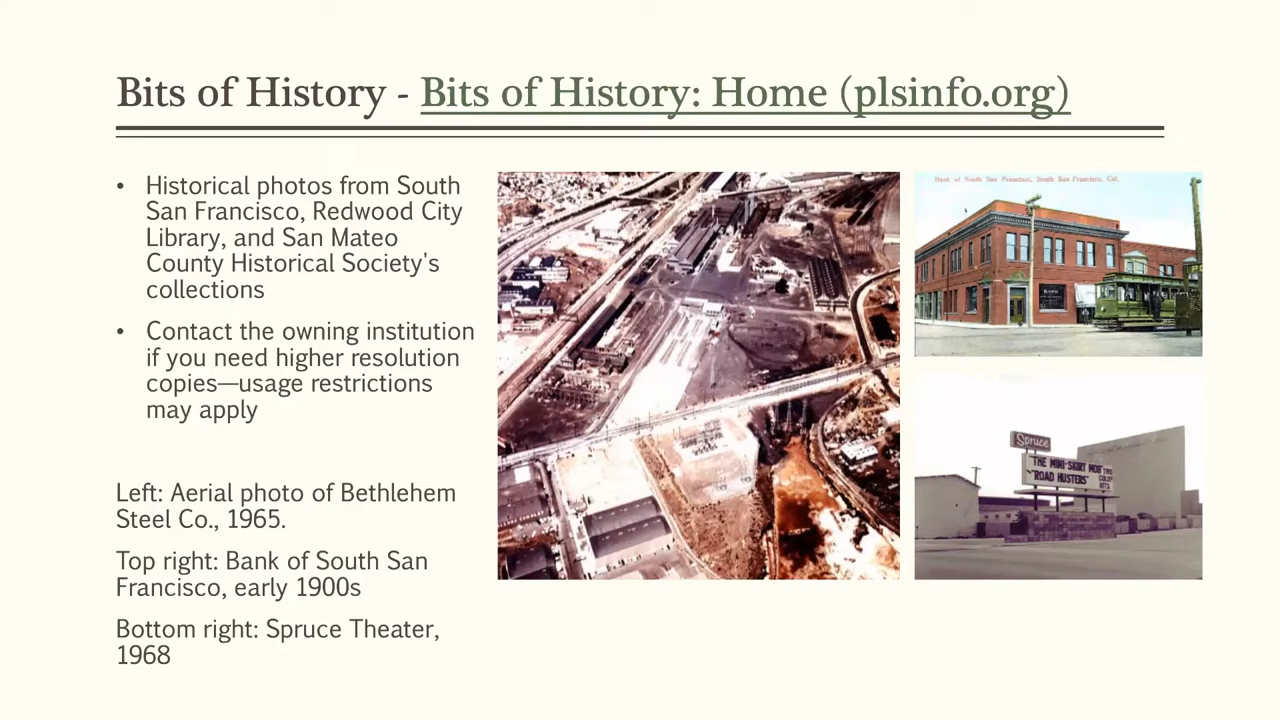 Bits of History - Bits of History: Home (plsinfo.org)
• Historical photos from South
San Francisco, Redwood City
Library, and San Mateo
County Historical Society's
collections
• Contact the owning institution
if you need higher resolution
copies—usage restrictions
may apply
Left: Aerial photo of Bethlehem
Steel Co., 1965.
Top right: Bank of South San
Francisco, early 1900s
Bottom right: Spruce Theater,
1968
Bank of South San Francisco, South San Francisco, Cal.
Spruce
"THE MINI-SKIRT MOB" TWO
"ROAD HUSTERS" COLOR
HITS